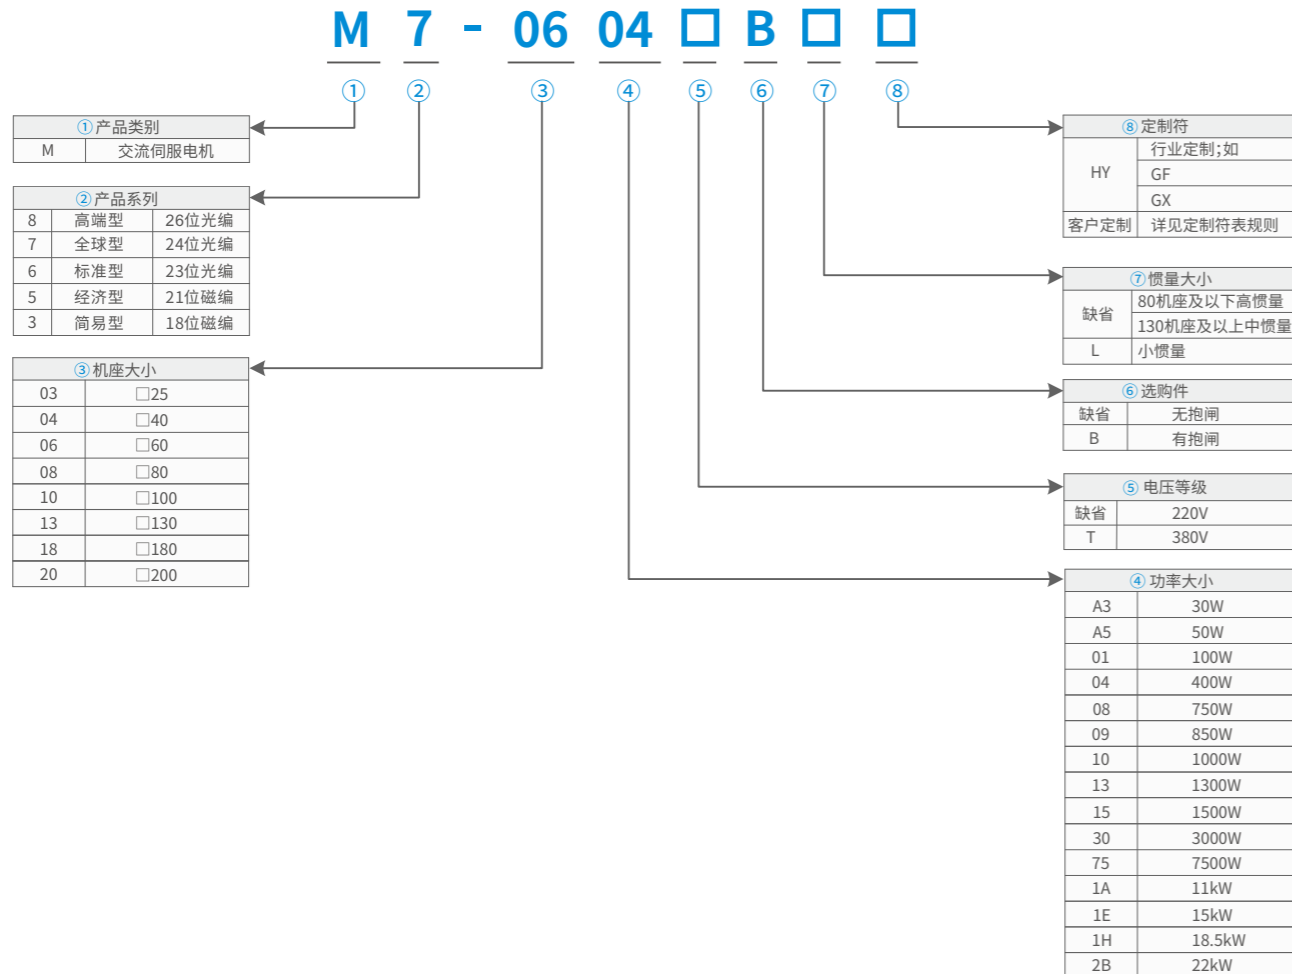 M 7 - 06 04 □ B □ □
① ② ③ ④ ⑤ ⑥ ⑦ ⑧
①产品类别
M 交流伺服电机
②产品系列
8 高端型 26位光编
7 全球型 24位光编
6 标准型 23位光编
5 经济型 21位磁编
3 简易型 18位磁编
③机座大小
03 □25
04 □40
06 □60
08 □80
10 □100
13 □130
18 □180
20 □200
⑧定制符
HY 行业定制;如
GF
GX
客户定制 详见定制符表规则
⑦惯量大小
缺省 80机座及以下高惯量
130机座及以上中惯量
L 小惯量
⑥选购件
缺省 无抱闸
B 有抱闸
⑤电压等级
缺省 220V
T 380V
④功率大小
A3 30W
A5 50W
01 100W
04 400W
08 750W
09 850W
10 1000W
13 1300W
15 1500W
30 3000W
75 7500W
1A 11kW
1E 15kW
1H 18.5kW
2B 22kW